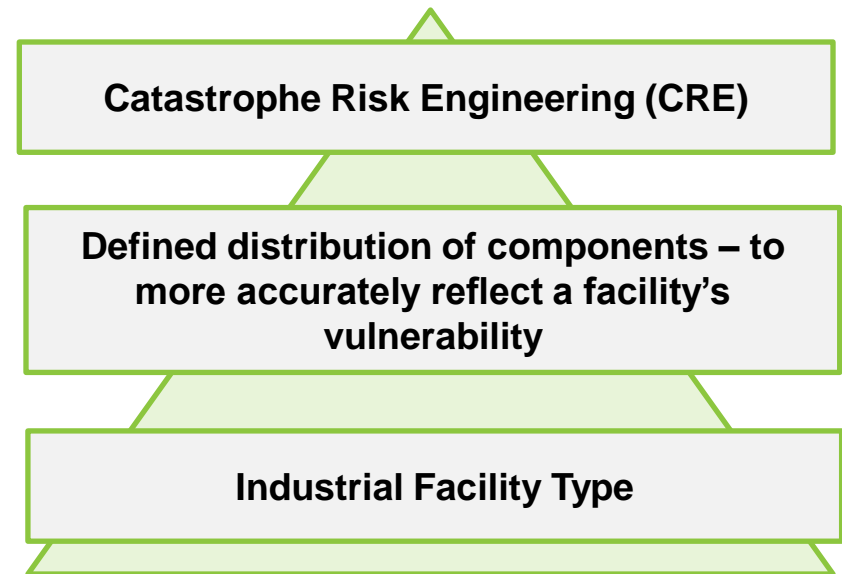 Catastrophe Risk Engineering (CRE)
Defined distribution of components – to
more accurately reflect a facility’s
vulnerability
Industrial Facility Type